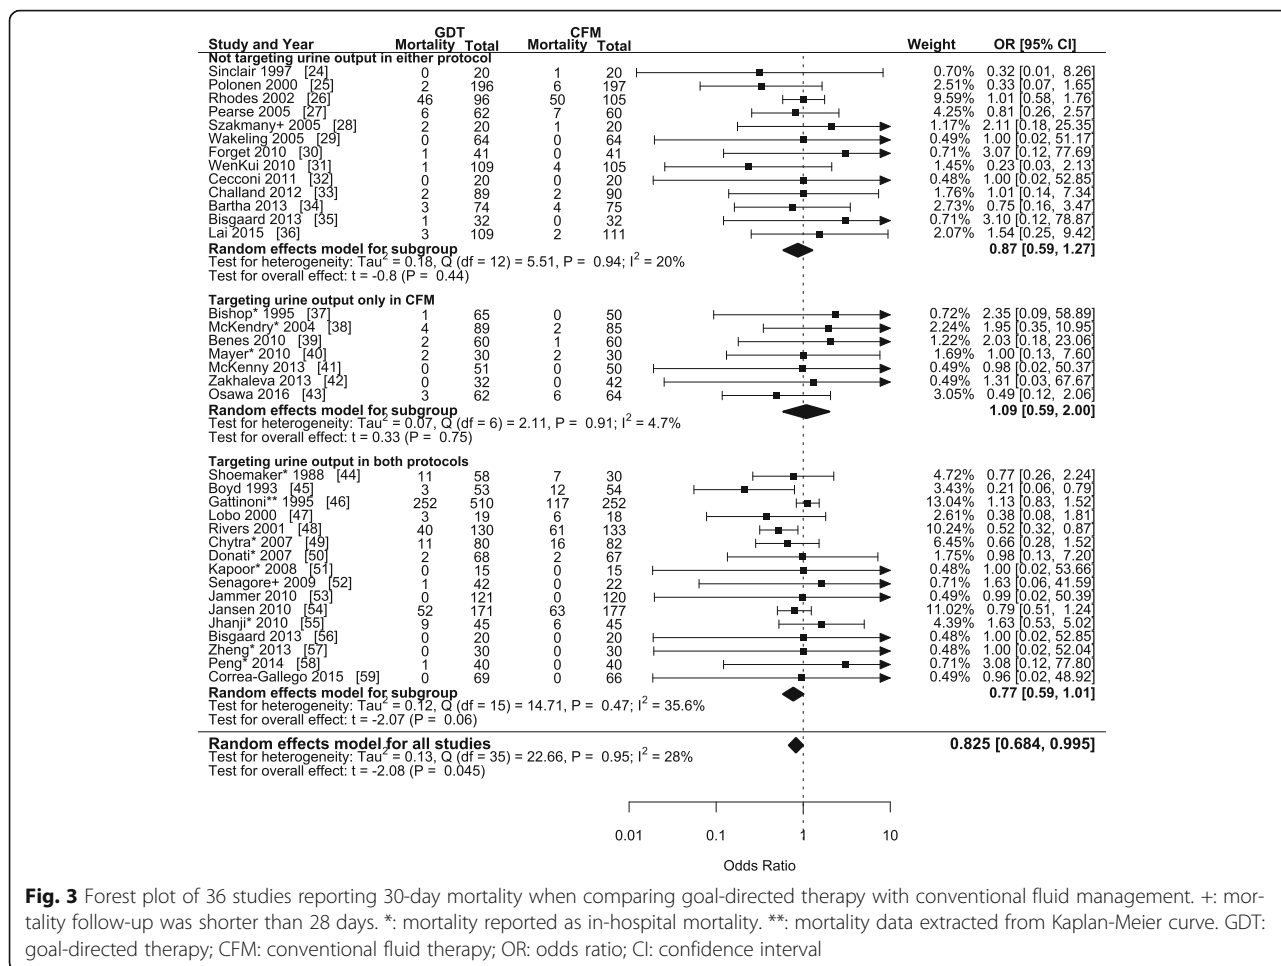 GDT CFM
Study and Year Mortality Total Mortality Total Weight OR [95% CI]
Not targeting urine output in either protocol
Sinclair 1997 [24] 0 20 1 20 0.70% 0.32 [0.01, 8.26]
Polonen 2000 [25] 2 196 6 197 2.51% 0.33 [0.07, 1.65]
Rhodes 2002 [26] 46 96 50 105 9.59% 1.01 [0.58, 1.76]
Pearse 2005 [27] 6 62 7 60 4.25% 0.81 [0.26, 2.57]
Szakmany+ 2005 [28] 2 20 1 20 1.17% 2.11 [0.18, 25.35]
Wakeling 2005 [29] 0 64 0 64 0.49% 1.00 [0.02, 51.17]
Forget 2010 [30] 1 41 0 41 0.71% 3.07 [0.12, 77.69]
WenKui 2010 [31] 1 109 4 105 1.45% 0.23 [0.03, 2.13]
Cecconi 2011 [32] 0 20 0 20 0.48% 1.00 [0.02, 52.85]
Challand 2012 [33] 2 89 2 90 1.76% 1.01 [0.14, 7.34]
Bartha 2013 [34] 3 74 4 75 2.73% 0.75 [0.16, 3.47]
Bisgaard 2013 [35] 1 32 0 32 0.71% 3.10 [0.12, 78.87]
Lai 2015 [36] 3 109 2 111 2.07% 1.54 [0.25, 9.42]
Random effects model for subgroup 0.87 [0.59, 1.27]
Test for heterogeneity: Tau² = 0.18, Q (df = 12) = 5.51, P = 0.94; I² = 20%
Test for overall effect: t = -0.8 (P = 0.44)
Targeting urine output only in CFM
Bishop* 1995 [37] 1 65 0 50 0.72% 2.35 [0.09, 58.89]
McKendry* 2004 [38] 4 89 2 85 2.24% 1.95 [0.35, 10.95]
Benes 2010 [39] 2 60 1 60 1.22% 2.03 [0.18, 23.06]
Mayer* 2010 [40] 2 30 2 30 1.69% 1.00 [0.13, 7.60]
McKenny 2013 [41] 0 51 0 50 0.49% 0.98 [0.02, 50.37]
Zakhaleva 2013 [42] 0 32 0 42 0.49% 1.31 [0.03, 67.67]
Osawa 2016 [43] 3 62 6 64 3.05% 0.49 [0.12, 2.06]
Random effects model for subgroup 1.09 [0.59, 2.00]
Test for heterogeneity: Tau² = 0.07, Q (df = 6) = 2.11, P = 0.91; I² = 4.7%
Test for overall effect: t = 0.33 (P = 0.75)
Targeting urine output in both protocols
Shoemaker* 1988 [44] 11 58 7 30 4.72% 0.77 [0.26, 2.24]
Boyd 1993 [45] 3 53 12 54 3.43% 0.21 [0.06, 0.79]
Gattinoni** 1995 [46] 252 510 117 252 13.04% 1.13 [0.83, 1.52]
Lobo 2000 [47] 3 19 6 18 2.61% 0.38 [0.08, 1.81]
Rivers 2001 [48] 40 130 61 133 10.24% 0.52 [0.32, 0.87]
Chytra* 2007 [49] 11 80 16 82 6.45% 0.66 [0.28, 1.52]
Donati* 2007 [50] 2 68 2 67 1.75% 0.98 [0.13, 7.20]
Kapoor* 2008 [51] 0 15 0 15 0.48% 1.00 [0.02, 53.66]
Senagore+ 2009 [52] 1 42 0 22 0.71% 1.63 [0.06, 41.59]
Jammer 2010 [53] 0 121 0 120 0.49% 0.99 [0.02, 50.39]
Jansen 2010 [54] 52 171 63 177 11.02% 0.79 [0.51, 1.24]
Jhanji* 2010 [55] 9 45 6 45 4.39% 1.63 [0.53, 5.02]
Bisgaard 2013 [56] 0 20 0 20 0.48% 1.00 [0.02, 52.85]
Zheng* 2013 [57] 0 30 0 30 0.48% 1.00 [0.02, 52.04]
Peng* 2014 [58] 1 40 0 40 0.71% 3.08 [0.12, 77.80]
Correa-Gallego 2015 [59] 0 69 0 66 0.49% 0.96 [0.02, 48.92]
Random effects model for subgroup 0.77 [0.59, 1.01]
Test for heterogeneity: Tau² = 0.12, Q (df = 15) = 14.71, P = 0.47; I² = 35.6%
Test for overall effect: t = -2.07 (P = 0.06)
Random effects model for all studies 0.825 [0.684, 0.995]
Test for heterogeneity: Tau² = 0.13, Q (df = 35) = 22.66, P = 0.95; I² = 28%
Test for overall effect: t = -2.08 (P = 0.045)
0.01 0.1 1 10
Odds Ratio
Fig. 3 Forest plot of 36 studies reporting 30-day mortality when comparing goal-directed therapy with conventional fluid management. +: mor-
tality follow-up was shorter than 28 days. *: mortality reported as in-hospital mortality. **: mortality data extracted from Kaplan-Meier curve. GDT:
goal-directed therapy; CFM: conventional fluid therapy; OR: odds ratio; CI: confidence interval